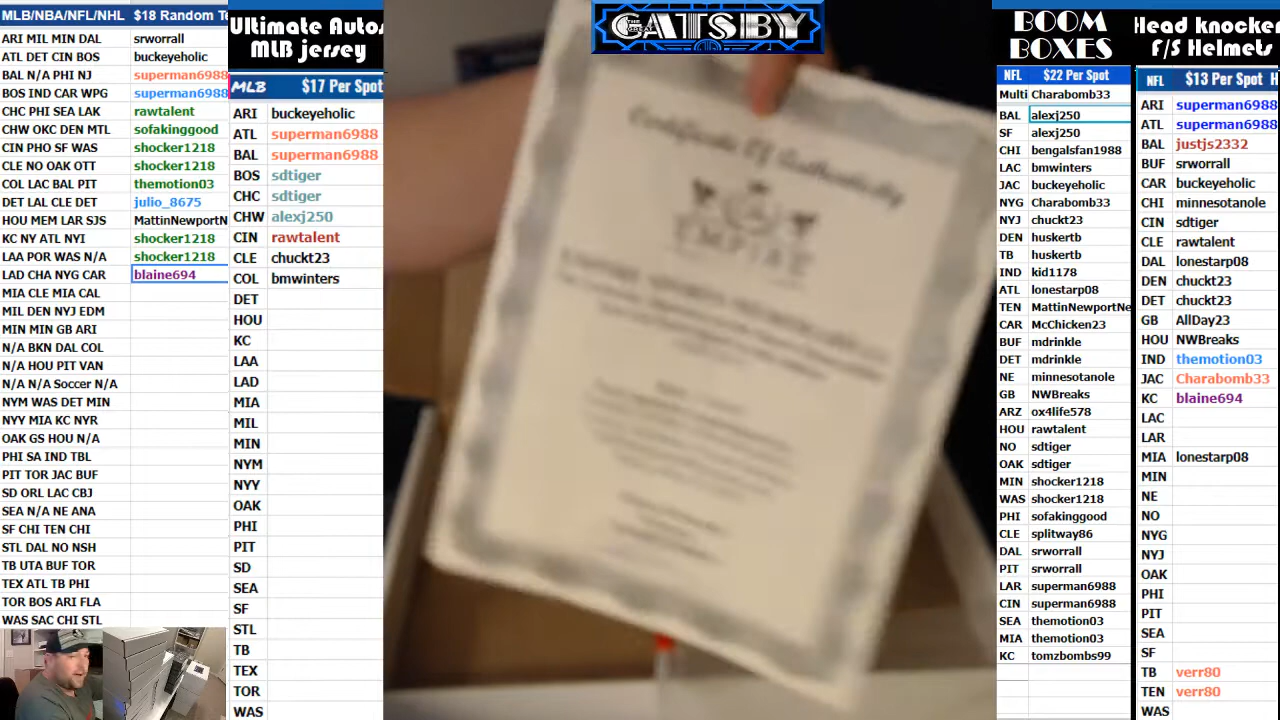 MLB/NBA/NFL/NHL $18 Random
ARI MIL MIN DAL srworrall
ATL DET CIN BOS buckeyeholic
BAL N/A PHI NJ superman6988
BOS IND CAR WPG superman6988
CHC PHI SEA LAK rawtalent
CHW OKC DEN MTL sofakinggood
CIN PHO SF WAS shocker1218
CLE NO OAK OTT shocker1218
COL LAC BAL PIT themotion03
DET LAL CLE DET julio_8675
HOU MEM LAR SJS MattinNewportN
KC NY ATL NYI shocker1218
LAA POR WAS N/A shocker1218
LAD CHA NYG CAR blaine694
MIA CLE MIA CAL
MIL DEN NYJ EDM
MIN MIN GB ARI
N/A BKN DAL COL
N/A HOU PIT VAN
N/A N/A Soccer N/A
NYM WAS DET MIN
NYY MIA KC NYR
OAK GS HOU N/A
PHI SA IND TBL
PIT TOR JAC BUF
SD ORL LAC CBJ
SEA N/A NE ANA
SF CHI TEN CHI
STL DAL NO NSH
TB UTA BUF TOR
TEX ATL TB PHI
TOR BOS ARI FLA
WAS SAC CHI STL
Ultimate Autos
MLB jersey
MLB $17 Per Spot
ARI buckeyeholic
ATL superman6988
BAL superman6988
BOS sdtiger
CHC sdtiger
CHW alexj250
CIN rawtalent
CLE chuckt23
COL bmwinters
DET
HOU
KC
LAA
LAD
MIA
MIL
MIN
NYM
NYY
OAK
PHI
PIT
SD
SEA
SF
STL
TB
TEX
TOR
WAS
THE GREAT
GATSBY
Certificate Of Authenticity
EMPIRE
BOOM
BOXES
NFL $22 Per Spot
Multi Charabomb33
BAL alexj250
SF alexj250
CHI bengalsfan1988
LAC bmwinters
JAC buckeyeholic
NYG Charabomb33
NYJ chuckt23
DEN huskertb
TB huskertb
IND kid1178
ATL lonestarp08
TEN MattinNewportNe
CAR McChicken23
BUF mdrinkle
DET mdrinkle
NE minnesotanole
GB NWBreaks
ARZ ox4life578
HOU rawtalent
NO sdtiger
OAK sdtiger
MIN shocker1218
WAS shocker1218
PHI sofakinggood
CLE splitway86
DAL srworrall
PIT srworrall
LAR superman6988
CIN superman6988
SEA themotion03
MIA themotion03
KC tomzbombs99
Head knocker
F/S Helmets
NFL $13 Per Spot H
ARI superman6988
ATL superman6988
BAL justjs2332
BUF srworrall
CAR buckeyeholic
CHI minnesotanole
CIN sdtiger
CLE rawtalent
DAL lonestarp08
DEN chuckt23
DET chuckt23
GB AllDay23
HOU NWBreaks
IND themotion03
JAC Charabomb33
KC blaine694
LAC
LAR
MIA lonestarp08
MIN
NE
NO
NYG
NYJ
OAK
PHI
PIT
SEA
SF
TB verr80
TEN verr80
WAS